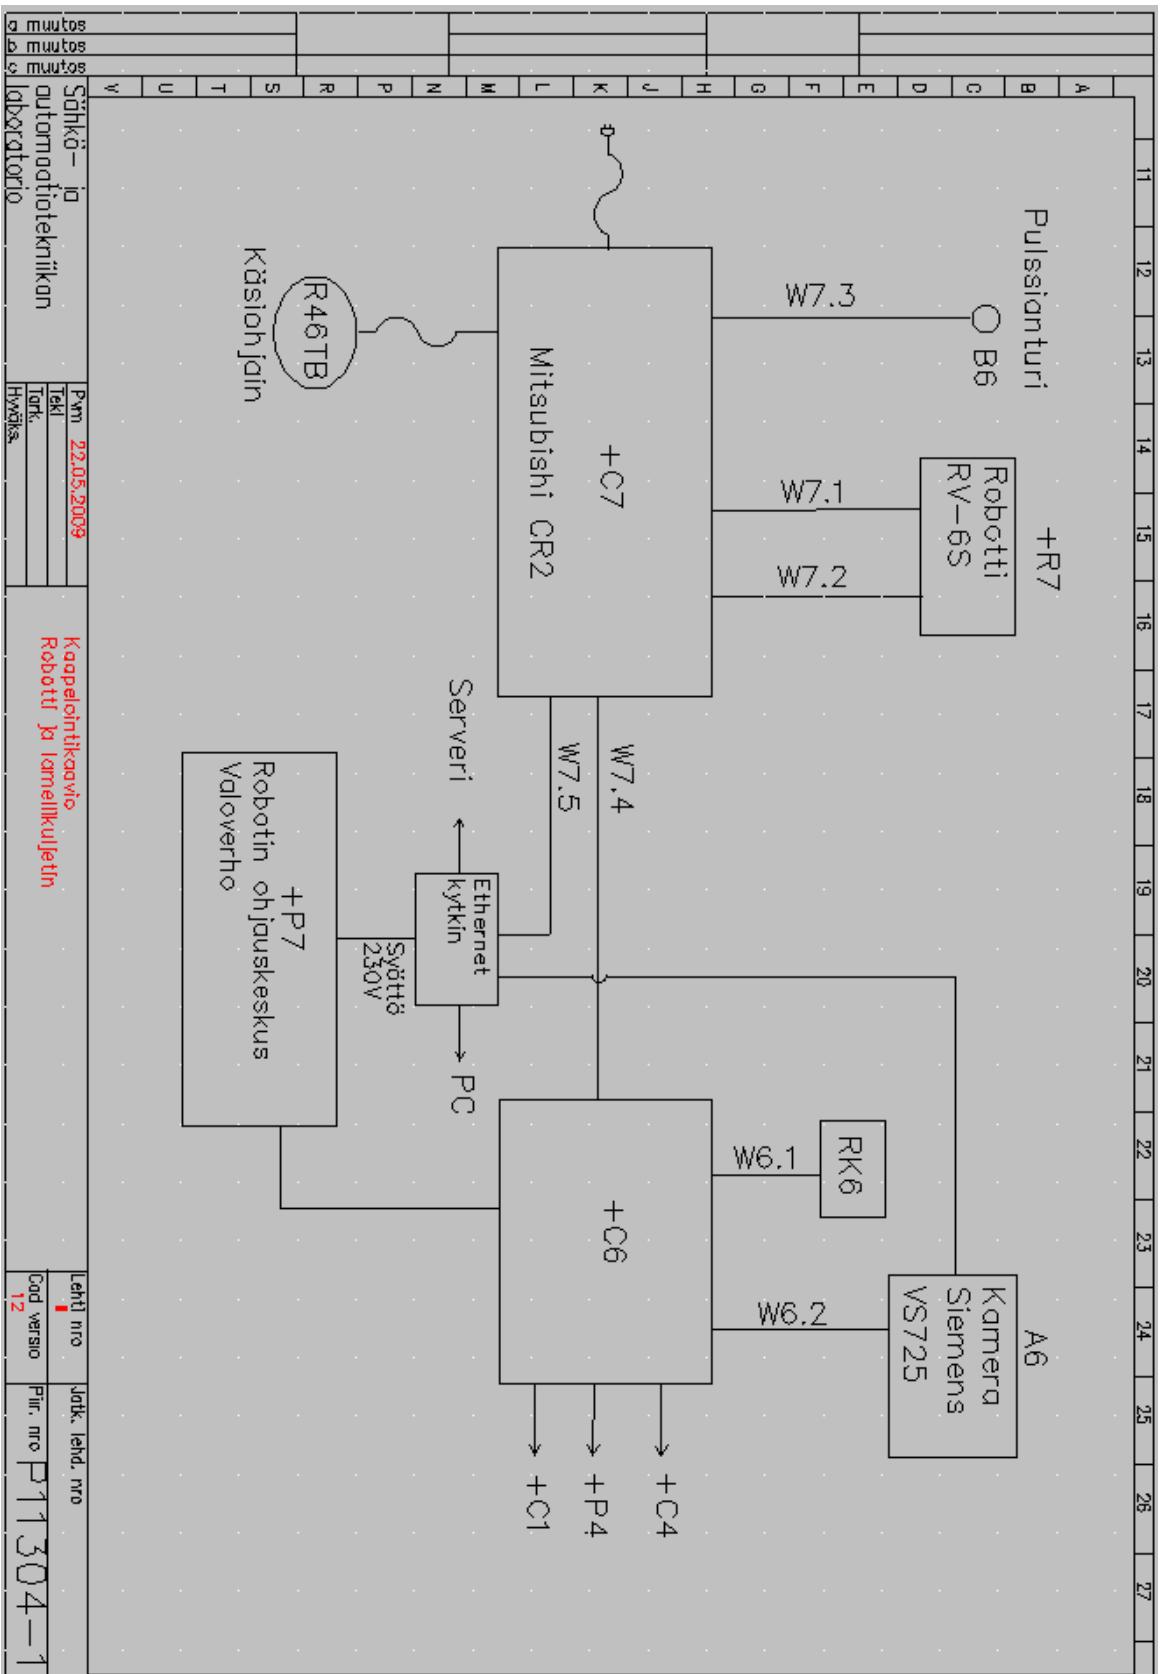 11 12 13 14 15 16 17 18 19 20 21 22 23 24 25 26 27
A
B
C
D
E
F
G
H
J
K
L
M
N
P
Q
R
S
T
U
V
Pulssianturi
B6
W7.3
+R7
Robotti
RV-6S
W7.1
W7.2
A6
Kamera
Siemens
VS725
RK6
W6.1
W6.2
+C7
Mitsubishi CR2
W7.4
W7.5
+C6
+C4
+P4
+C1
Serveri
Ethernet
kytkin
PC
Syöttö
230V
R46TB
Käsiohjain
+P7
Robotin ohjauskeskus
Valoverho
a muutos
b muutos
c muutos
Sähkö- ja
automaatiotekniikan
laboratorio
Pvm 22.05.2009
Teki
Tark.
Hyväks.
Kaapelointikaavio
Robotti ja lamellikuljetin
Lehti nro
Jatk. lehd. nro
Cad versio
12
Piir. nro P11304-1